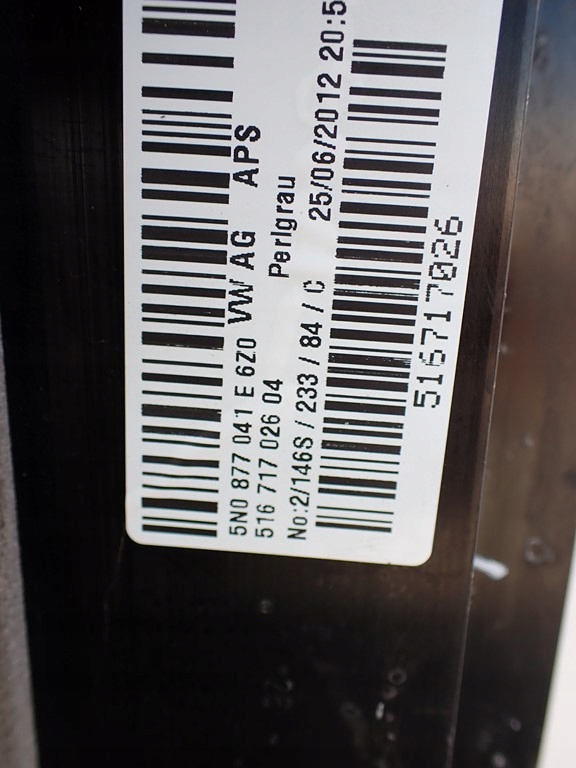 5N0 877 041 E 6Z0 VW AG APS
516 717 026 04 Perlgrau
No:2/146S / 233 / 84 / C 25/06/2012 20:5
516717026